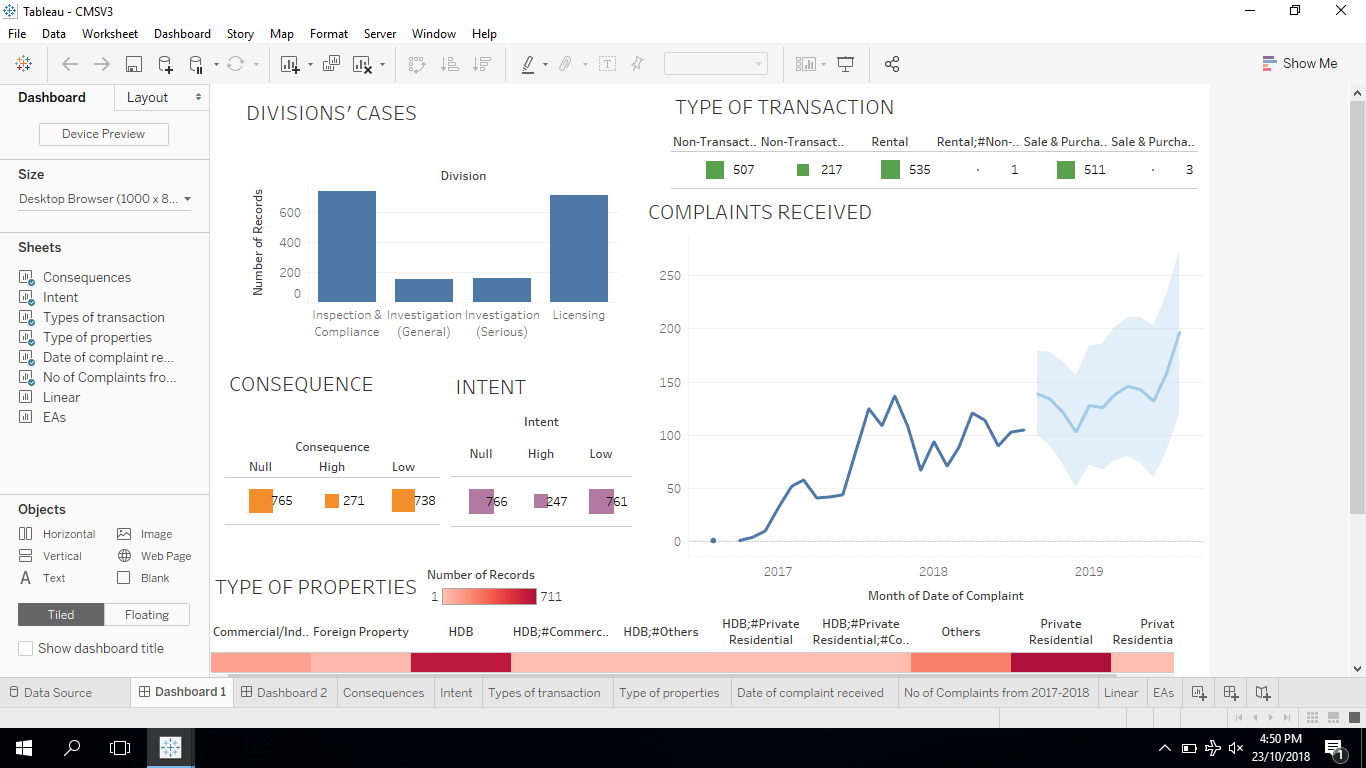 Tableau - CMSV3
File Data Worksheet Dashboard Story Map Format Server Window Help
Show Me
Dashboard Layout
Device Preview
Size
Desktop Browser (1000 x 8...
Sheets
Consequences
Intent
Types of transaction
Type of properties
Date of complaint re...
No of Complaints fro...
Linear
EAs
Objects
Horizontal Image
Vertical Web Page
A Text Blank
Tiled Floating
Show dashboard title
DIVISIONS' CASES
Division
Number of Records
600
400
200
0
Inspection & Compliance
Investigation (General)
Investigation (Serious)
Licensing
TYPE OF TRANSACTION
Non-Transact.. Non-Transact.. Rental Rental;#Non-.. Sale & Purcha.. Sale & Purcha..
507 217 535 1 511 3
COMPLAINTS RECEIVED
250
200
150
100
50
0
2017 2018 2019
Month of Date of Complaint
CONSEQUENCE
Consequence
Null High Low
765 271 738
INTENT
Intent
Null High Low
766 247 761
TYPE OF PROPERTIES
Number of Records
1 711
Commercial/Ind.. Foreign Property HDB HDB;#Commerc.. HDB;#Others HDB;#Private Residential HDB;#Private Residential;#Co.. Others Private Residential Privat Residential
Data Source Dashboard 1 Dashboard 2 Consequences Intent Types of transaction Type of properties Date of complaint received No of Complaints from 2017-2018 Linear EAs
4:50 PM
23/10/2018
1